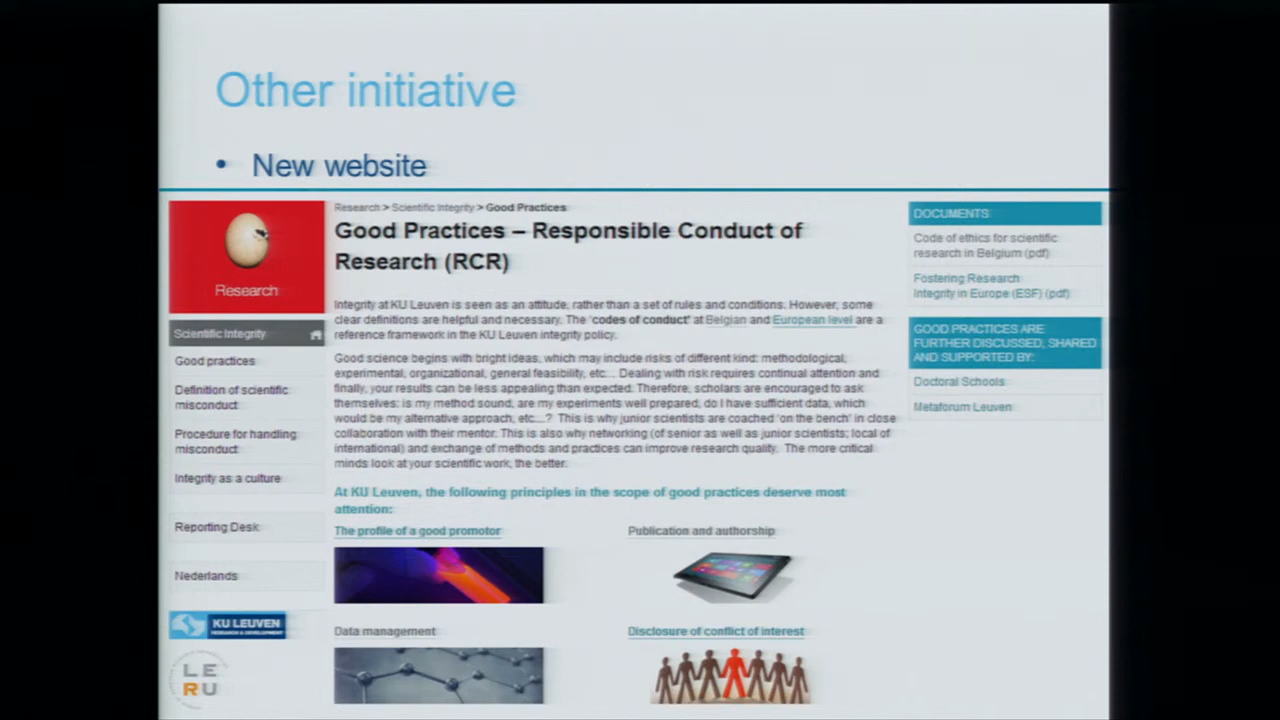 Other initiative
• New website
Research
Scientific Integrity
Good practices
Definition of scientific
misconduct
Procedure for handling
misconduct
Integrity as a culture
Reporting Desk
Nederlands
KU LEUVEN
RESEARCH & DEVELOPMENT
LE
RU
Research > Scientific Integrity > Good Practices
Good Practices – Responsible Conduct of
Research (RCR)
Integrity at KU Leuven is seen as an attitude, rather than a set of rules and conditions. However, some
clear definitions are helpful and necessary. The 'codes of conduct' at Belgian and European level are a
reference framework in the KU Leuven integrity policy.
Good science begins with bright ideas, which may include risks of different kind: methodological,
experimental, organizational, general feasibility, etc... Dealing with risk requires continual attention and
finally, your results can be less appealing than expected. Therefore, scholars are encouraged to ask
themselves: is my method sound, are my experiments well prepared, do I have sufficient data, which
would be my alternative approach, etc...? This is why junior scientists are coached 'on the bench' in close
collaboration with their mentor. This is also why networking (of senior as well as junior scientists; local of
international) and exchange of methods and practices can improve research quality. The more critical
minds look at your scientific work, the better.
At KU Leuven, the following principles in the scope of good practices deserve most
attention:
The profile of a good promotor
Publication and authorship
Data management
Disclosure of conflict of interest
DOCUMENTS
Code of ethics for scientific
research in Belgium (pdf)
Fostering Research
Integrity in Europe (ESF) (pdf)
GOOD PRACTICES ARE
FURTHER DISCUSSED, SHARED
AND SUPPORTED BY:
Doctoral Schools
Metaforum Leuven